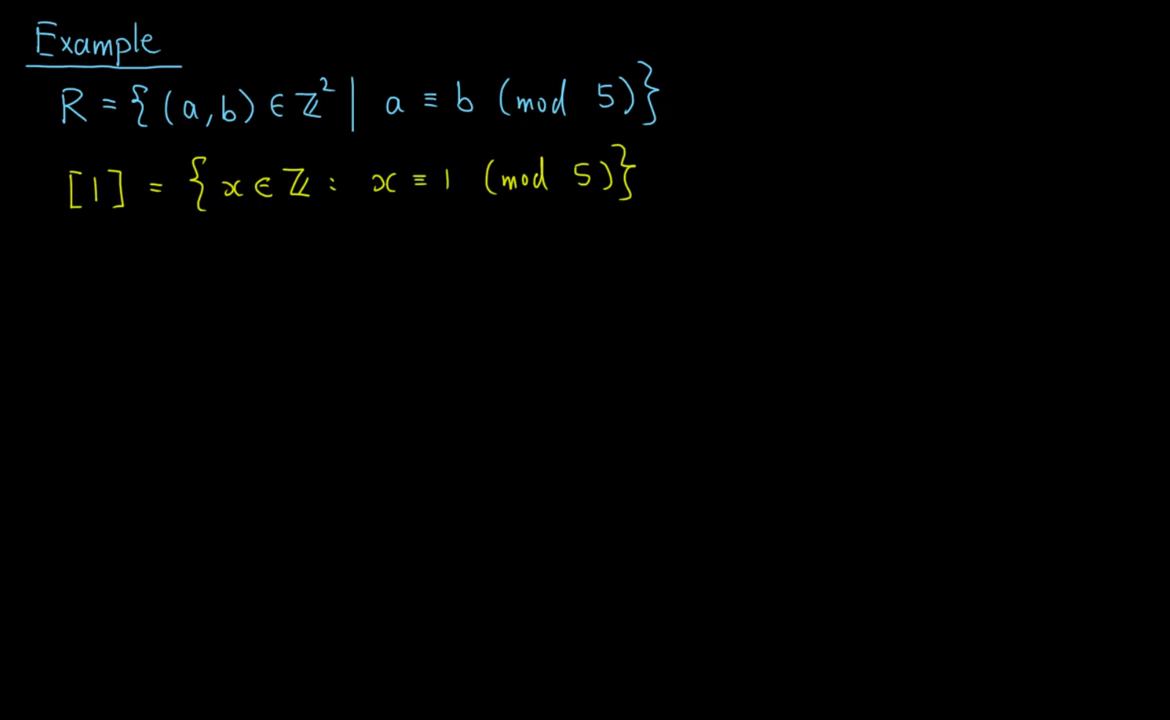 Example
R = {(a,b) ∈ ℤ² | a ≡ b (mod 5)}
[1] = {x ∈ ℤ : x ≡ 1 (mod 5)}